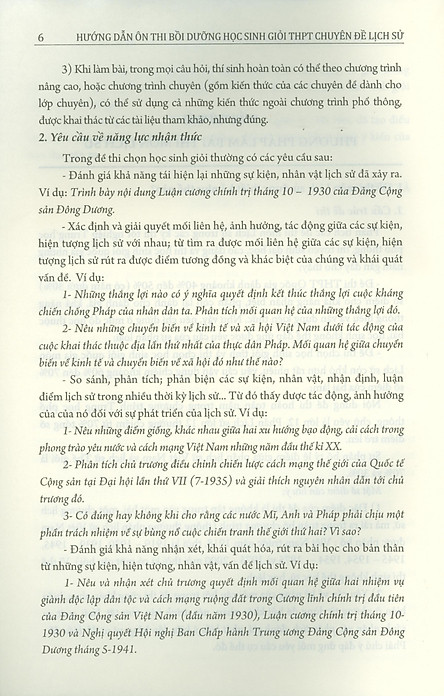 6 HƯỚNG DẪN ÔN THI BỒI DƯỠNG HỌC SINH GIỎI THPT CHUYÊN ĐỀ LỊCH SỬ
3) Khi làm bài, trong mọi câu hỏi, thí sinh hoàn toàn có thể theo chương trình
nâng cao, hoặc chương trình chuyên (gồm kiến thức của các chuyên đề dành cho
lớp chuyên), có thể sử dụng cả những kiến thức ngoài chương trình phổ thông,
được khai thác từ các tài liệu tham khảo, nhưng đúng.
2. Yêu cầu về năng lực nhận thức
Trong đề thi chọn học sinh giỏi thường có các yêu cầu sau:
- Đánh giá khả năng tái hiện lại những sự kiện, nhân vật lịch sử đã xảy ra.
Ví dụ: Trình bày nội dung Luận cương chính trị tháng 10 – 1930 của Đảng Cộng
sản Đông Dương.
- Xác định và giải quyết mối liên hệ, ảnh hưởng, tác động giữa các sự kiện,
hiện tượng lịch sử với nhau; từ tìm ra được mối liên hệ giữa các sự kiện, hiện
tượng lịch sử rút ra được điểm tương đồng và khác biệt của chúng và khái quát
vấn đề. Ví dụ:
1- Những thắng lợi nào có ý nghĩa quyết định kết thúc thắng lợi cuộc kháng
chiến chống Pháp của nhân dân ta. Phân tích mối quan hệ của những thắng lợi đó.
2- Nêu những chuyển biến về kinh tế và xã hội Việt Nam dưới tác động của
cuộc khai thác thuộc địa lần thứ nhất của thực dân Pháp. Mối quan hệ giữa chuyển
biến về kinh tế và chuyển biến về xã hội đó như thế nào?
- So sánh, phân tích; phản biện các sự kiện, nhân vật, nhận định, luận
điểm lịch sử trong nhiều thời kỳ lịch sử... Từ đó thấy được tác động, ảnh hưởng
của của nó đối với sự phát triển của lịch sử. Ví dụ:
1- Nêu những điểm giống, khác nhau giữa hai xu hướng bạo động, cải cách trong
phong trào yêu nước và cách mạng Việt Nam những năm đầu thế kỉ XX.
2- Phân tích chủ trương điều chỉnh chiến lược cách mạng thế giới của Quốc tế
Cộng sản tại Đại hội lần thứ VII (7-1935) và giải thích nguyên nhân dẫn tới chủ
trương đó.
3- Có đúng hay không khi cho rằng các nước Mĩ, Anh và Pháp phải chịu một
phần trách nhiệm về sự bùng nổ cuộc chiến tranh thế giới thứ hai? Vì sao?
- Đánh giá khả năng nhận xét, khái quát hóa, rút ra bài học cho bản thân
từ những sự kiện, hiện tượng, nhân vật, vấn đề lịch sử. Ví dụ:
1- Nêu và nhận xét chủ trương quyết định mối quan hệ giữa hai nhiệm vụ
giành độc lập dân tộc và cách mạng ruộng đất trong Cương lĩnh chính trị đầu tiên
của Đảng Cộng sản Việt Nam (đầu năm 1930), Luận cương chính trị tháng 10-
1930 và Nghị quyết Hội nghị Ban Chấp hành Trung ương Đảng Cộng sản Đông
Dương tháng 5-1941.